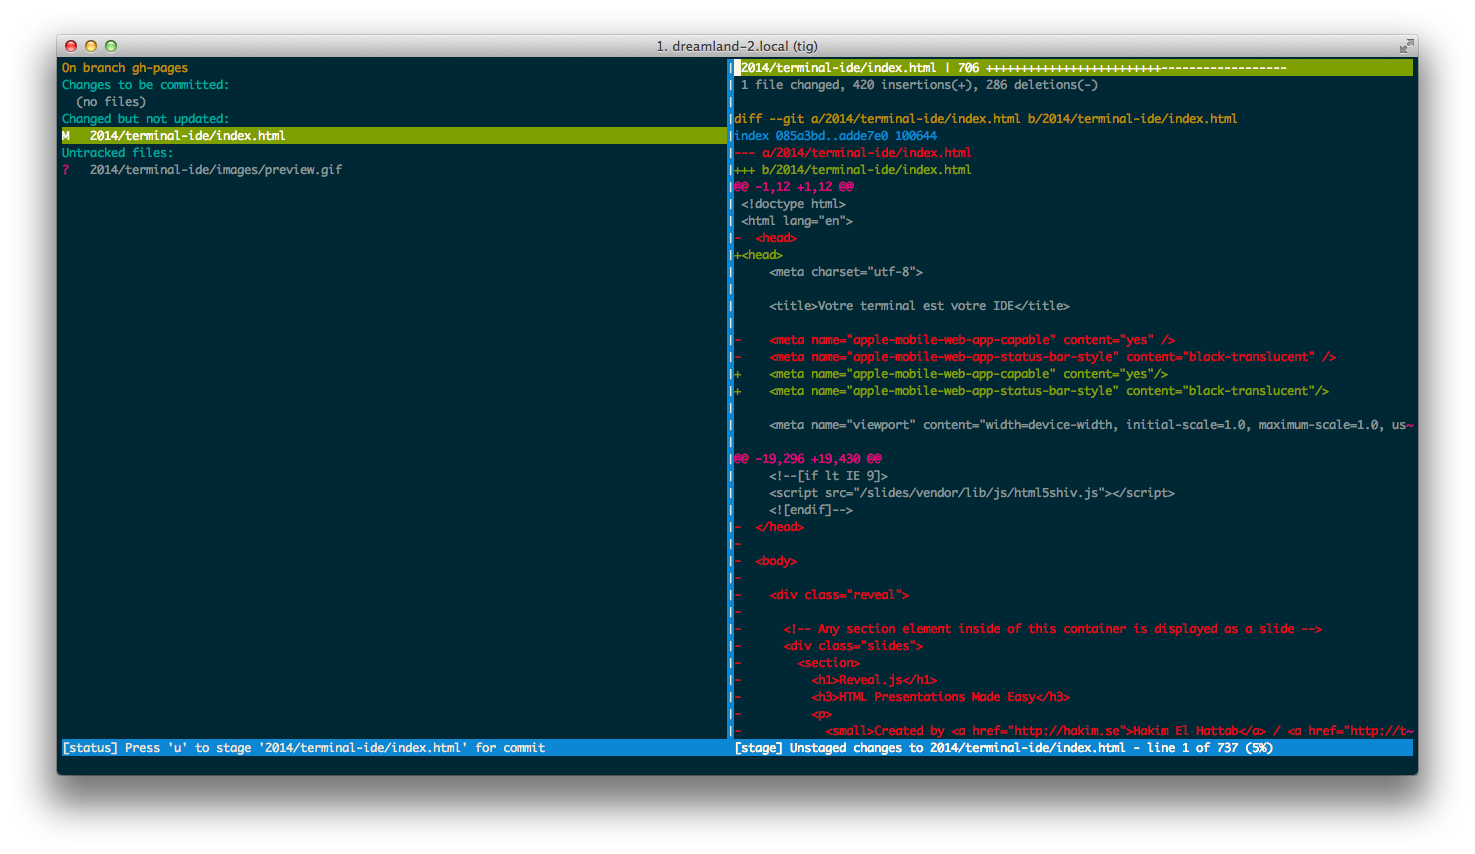 1. dreamland-2.local (tig)
On branch gh-pages
Changes to be committed:
  (no files)
Changed but not updated:
M   2014/terminal-ide/index.html
Untracked files:
?   2014/terminal-ide/images/preview.gif
[status] Press 'u' to stage '2014/terminal-ide/index.html' for commit
 2014/terminal-ide/index.html | 706 +++++++++++++++++++++++++------------------
 1 file changed, 420 insertions(+), 286 deletions(-)

diff --git a/2014/terminal-ide/index.html b/2014/terminal-ide/index.html
index 085a3bd..adde7e0 100644
--- a/2014/terminal-ide/index.html
+++ b/2014/terminal-ide/index.html
@@ -1,12 +1,12 @@
 <!doctype html>
 <html lang="en">
-  <head>
+<head>
     <meta charset="utf-8">

     <title>Votre terminal est votre IDE</title>

-    <meta name="apple-mobile-web-app-capable" content="yes" />
-    <meta name="apple-mobile-web-app-status-bar-style" content="black-translucent" />
+    <meta name="apple-mobile-web-app-capable" content="yes"/>
+    <meta name="apple-mobile-web-app-status-bar-style" content="black-translucent"/>

     <meta name="viewport" content="width=device-width, initial-scale=1.0, maximum-scale=1.0, us~

@@ -19,296 +19,430 @@
     <!--[if lt IE 9]>
     <script src="/slides/vendor/lib/js/html5shiv.js"></script>
     <![endif]-->
-  </head>
-
-  <body>
-
-    <div class="reveal">
-
-      <!-- Any section element inside of this container is displayed as a slide -->
-      <div class="slides">
-        <section>
-          <h1>Reveal.js</h1>
-          <h3>HTML Presentations Made Easy</h3>
-          <p>
-            <small>Created by <a href="http://hakim.se">Hakim El Hattab</a> / <a href="http://t~
[stage] Unstaged changes to 2014/terminal-ide/index.html - line 1 of 737 (5%)